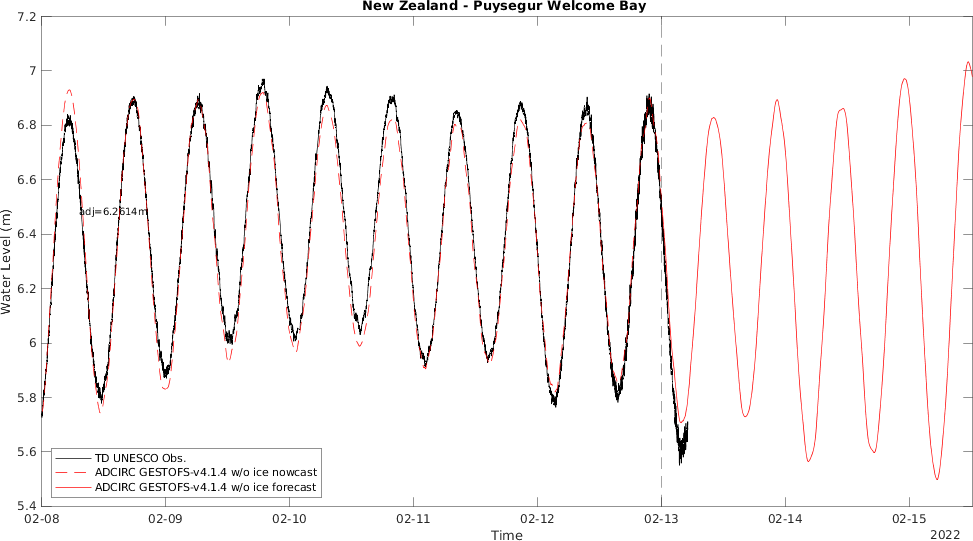 New Zealand - Puysegur Welcome Bay
7.2
7
6.8
6.6
6.4
6.2
6
5.8
5.6
5.4
Water Level (m)
adj=6.2614m
TD UNESCO Obs.
ADCIRC GESTOFS-v4.1.4 w/o ice nowcast
ADCIRC GESTOFS-v4.1.4 w/o ice forecast
02-08 02-09 02-10 02-11 02-12 02-13 02-14 02-15
Time
2022